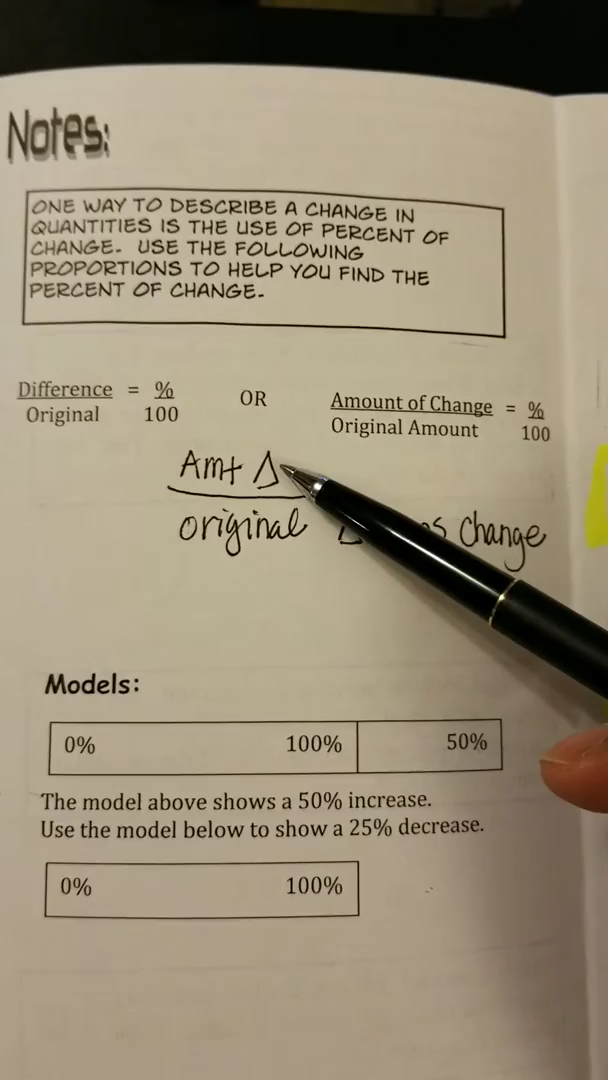 Notes:
ONE WAY TO DESCRIBE A CHANGE IN
QUANTITIES IS THE USE OF PERCENT OF
CHANGE. USE THE FOLLOWING
PROPORTIONS TO HELP YOU FIND THE
PERCENT OF CHANGE.
Difference = % OR Amount of Change = %
Original 100 Original Amount 100
Amt Δ
original Δ change
Models:
0% 100% 50%
The model above shows a 50% increase.
Use the model below to show a 25% decrease.
0% 100%